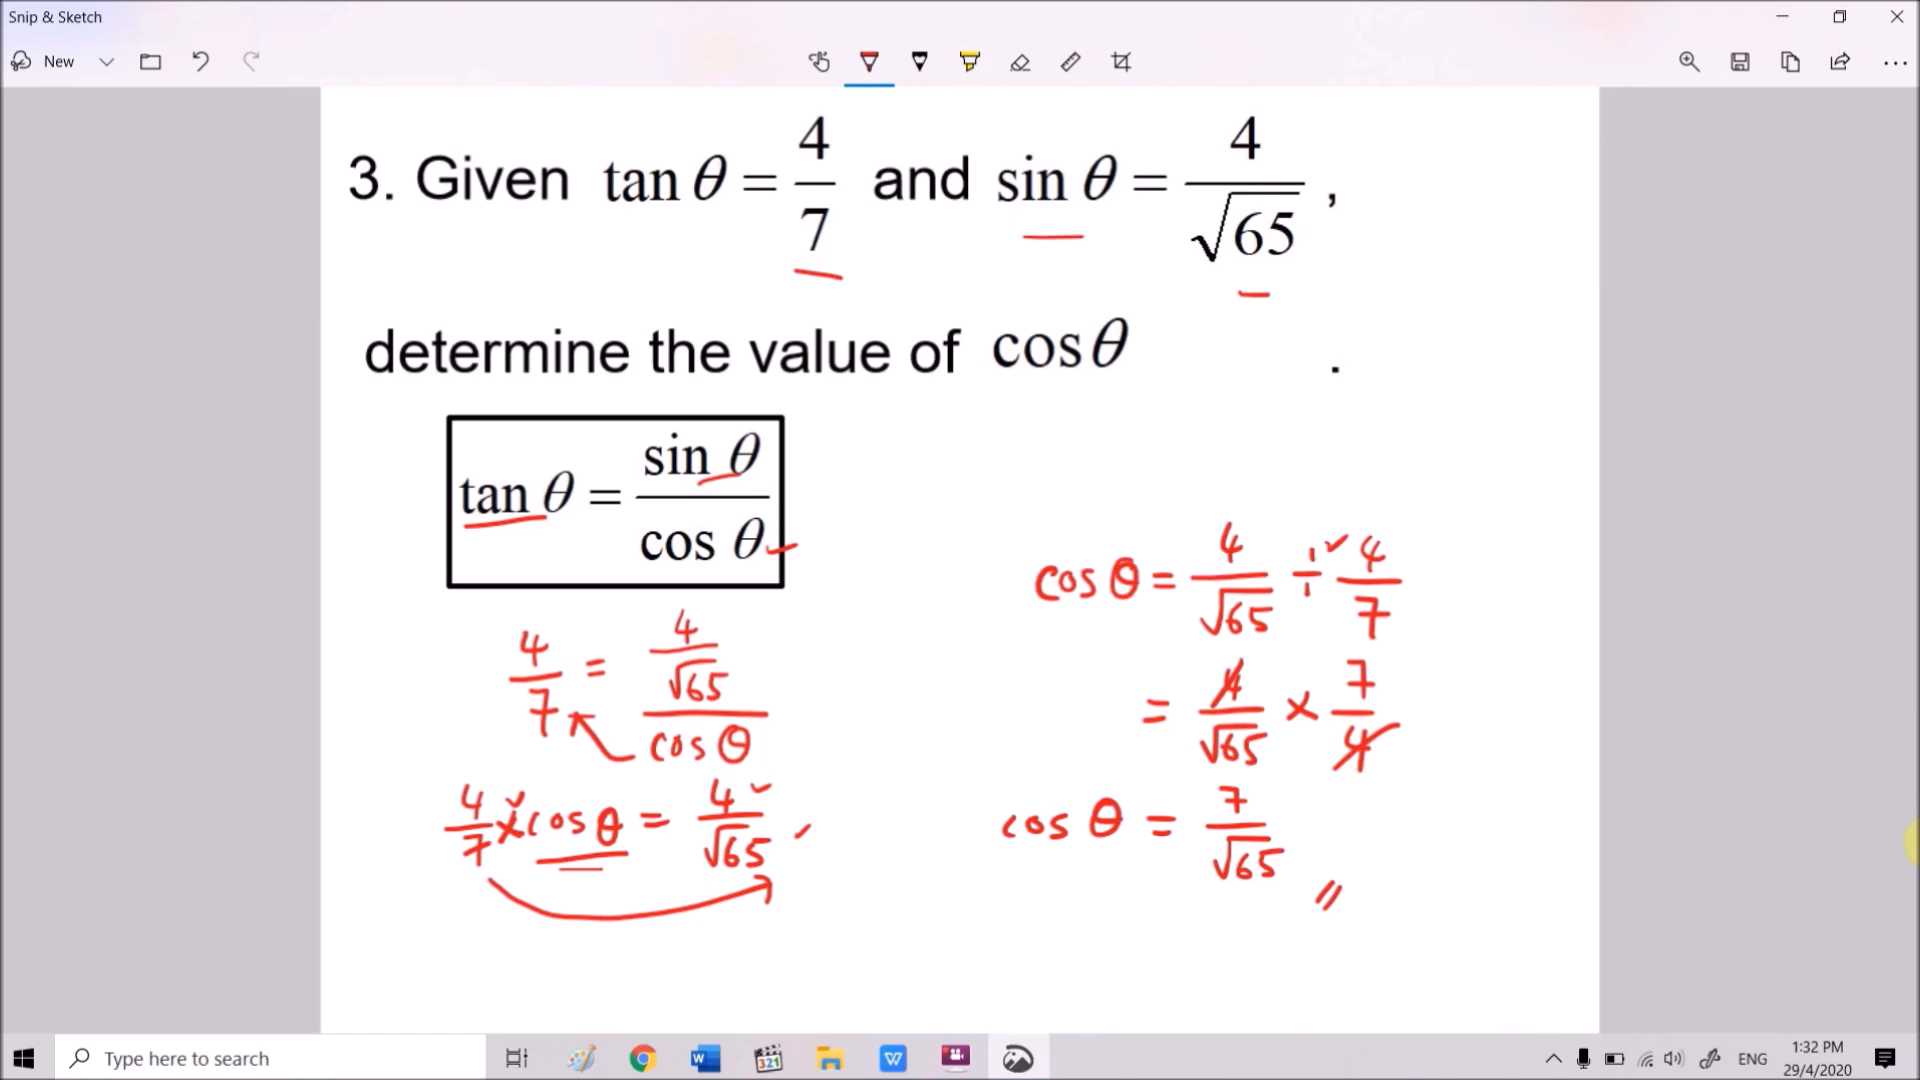 Snip & Sketch
New
3. Given tan θ = 4/7 and sin θ = 4/√65 ,
determine the value of cos θ .
tan θ = sin θ / cos θ
4/7 = (4/√65) / cos θ
4/7 × cos θ = 4/√65
cos θ = 4/√65 ÷ 4/7
= 4/√65 × 7/4
cos θ = 7/√65 //
Type here to search
321
W
W
ENG
1:32 PM
29/4/2020